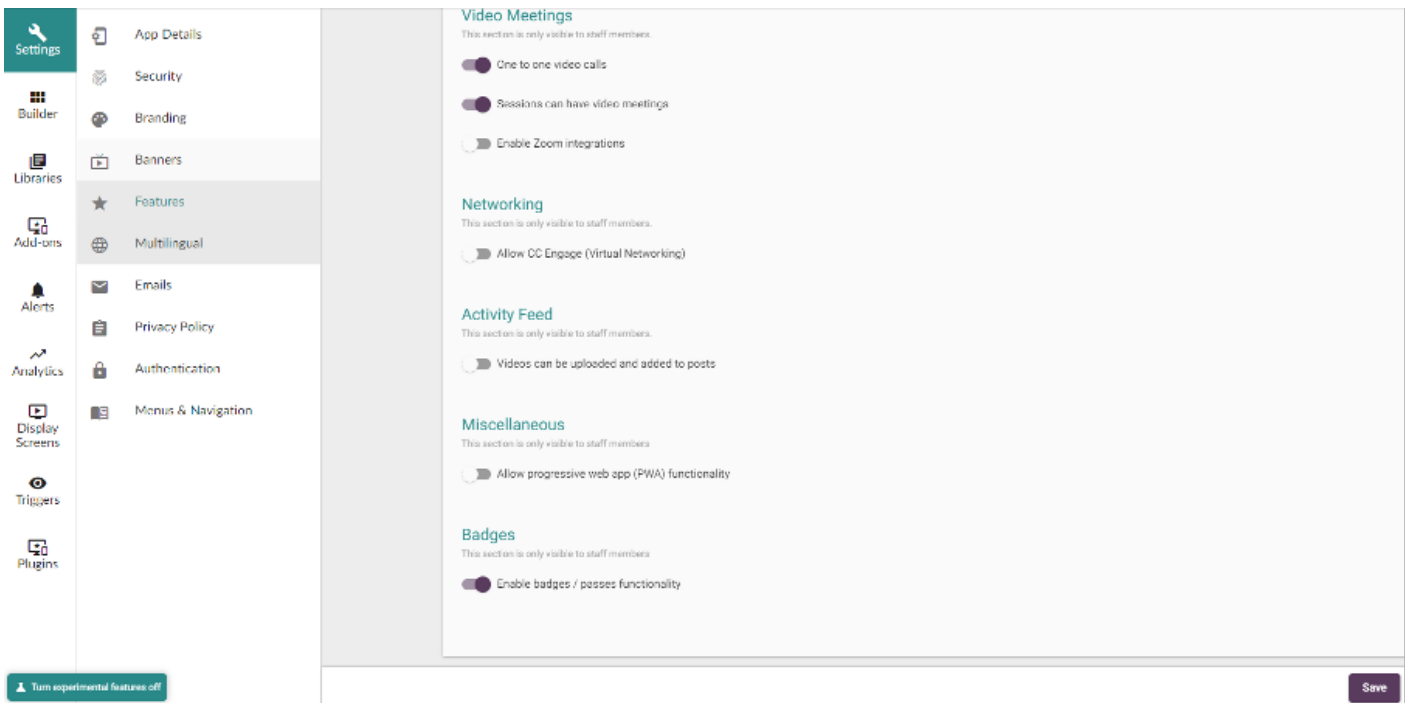 Settings
Builder
Libraries
Add-ons
Alerts
Analytics
Display
Screens
Triggers
Plugins
Turn experimental features off
App Details
Security
Branding
Banners
Features
Multilingual
Emails
Privacy Policy
Authentication
Menus & Navigation
Video Meetings
This section is only visible to staff members.
One to one video calls
Sessions can have video meetings
Enable Zoom integrations
Networking
This section is only visible to staff members.
Allow CC Engage (Virtual Networking)
Activity Feed
This section is only visible to staff members.
Videos can be uploaded and added to posts
Miscellaneous
This section is only visible to staff members
Allow progressive web app (PWA) functionality
Badges
This section is only visible to staff members
Enable badges / passes functionality
Save